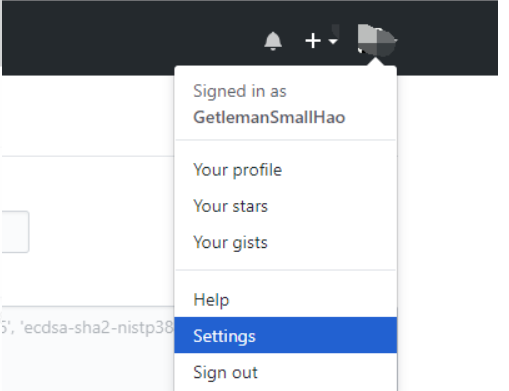 Signed in as
GetlemanSmallHao
Your profile
Your stars
Your gists
Help
5', 'ecdsa-sha2-nistp38
Settings
Sign out